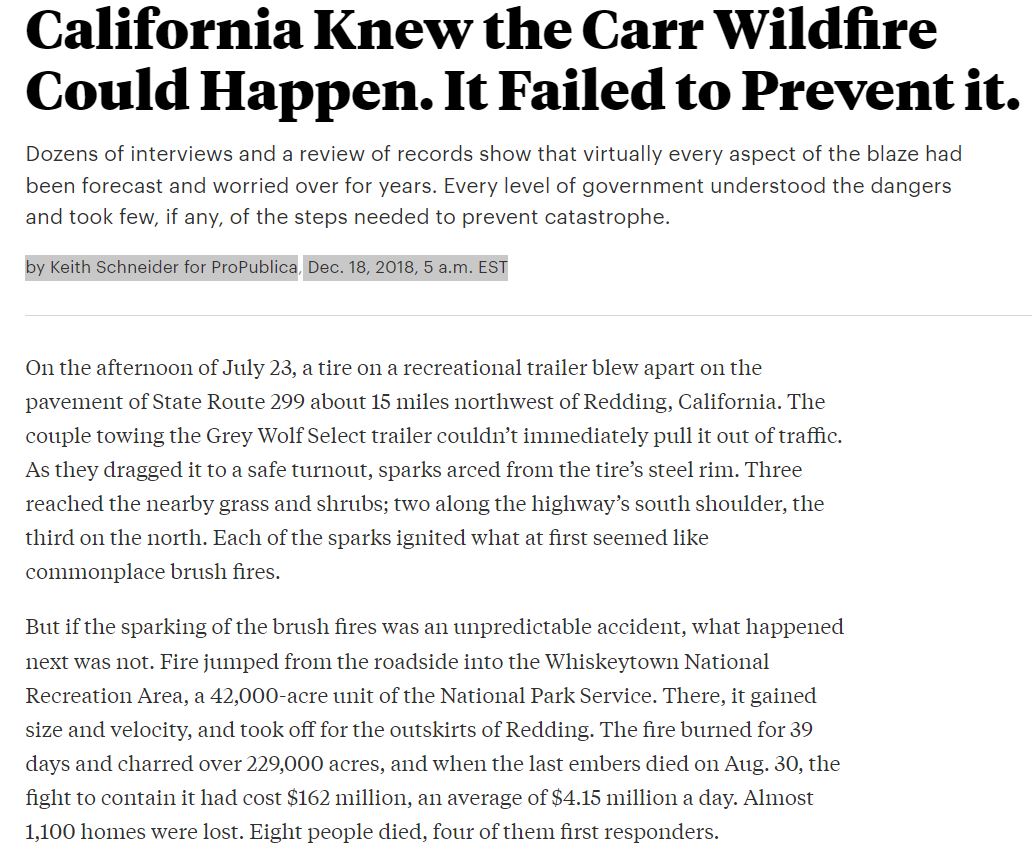 California Knew the Carr Wildfire
Could Happen. It Failed to Prevent it.
Dozens of interviews and a review of records show that virtually every aspect of the blaze had
been forecast and worried over for years. Every level of government understood the dangers
and took few, if any, of the steps needed to prevent catastrophe.
by Keith Schneider for ProPublica, Dec. 18, 2018, 5 a.m. EST
On the afternoon of July 23, a tire on a recreational trailer blew apart on the
pavement of State Route 299 about 15 miles northwest of Redding, California. The
couple towing the Grey Wolf Select trailer couldn’t immediately pull it out of traffic.
As they dragged it to a safe turnout, sparks arced from the tire’s steel rim. Three
reached the nearby grass and shrubs; two along the highway’s south shoulder, the
third on the north. Each of the sparks ignited what at first seemed like
commonplace brush fires.
But if the sparking of the brush fires was an unpredictable accident, what happened
next was not. Fire jumped from the roadside into the Whiskeytown National
Recreation Area, a 42,000-acre unit of the National Park Service. There, it gained
size and velocity, and took off for the outskirts of Redding. The fire burned for 39
days and charred over 229,000 acres, and when the last embers died on Aug. 30, the
fight to contain it had cost $162 million, an average of $4.15 million a day. Almost
1,100 homes were lost. Eight people died, four of them first responders.